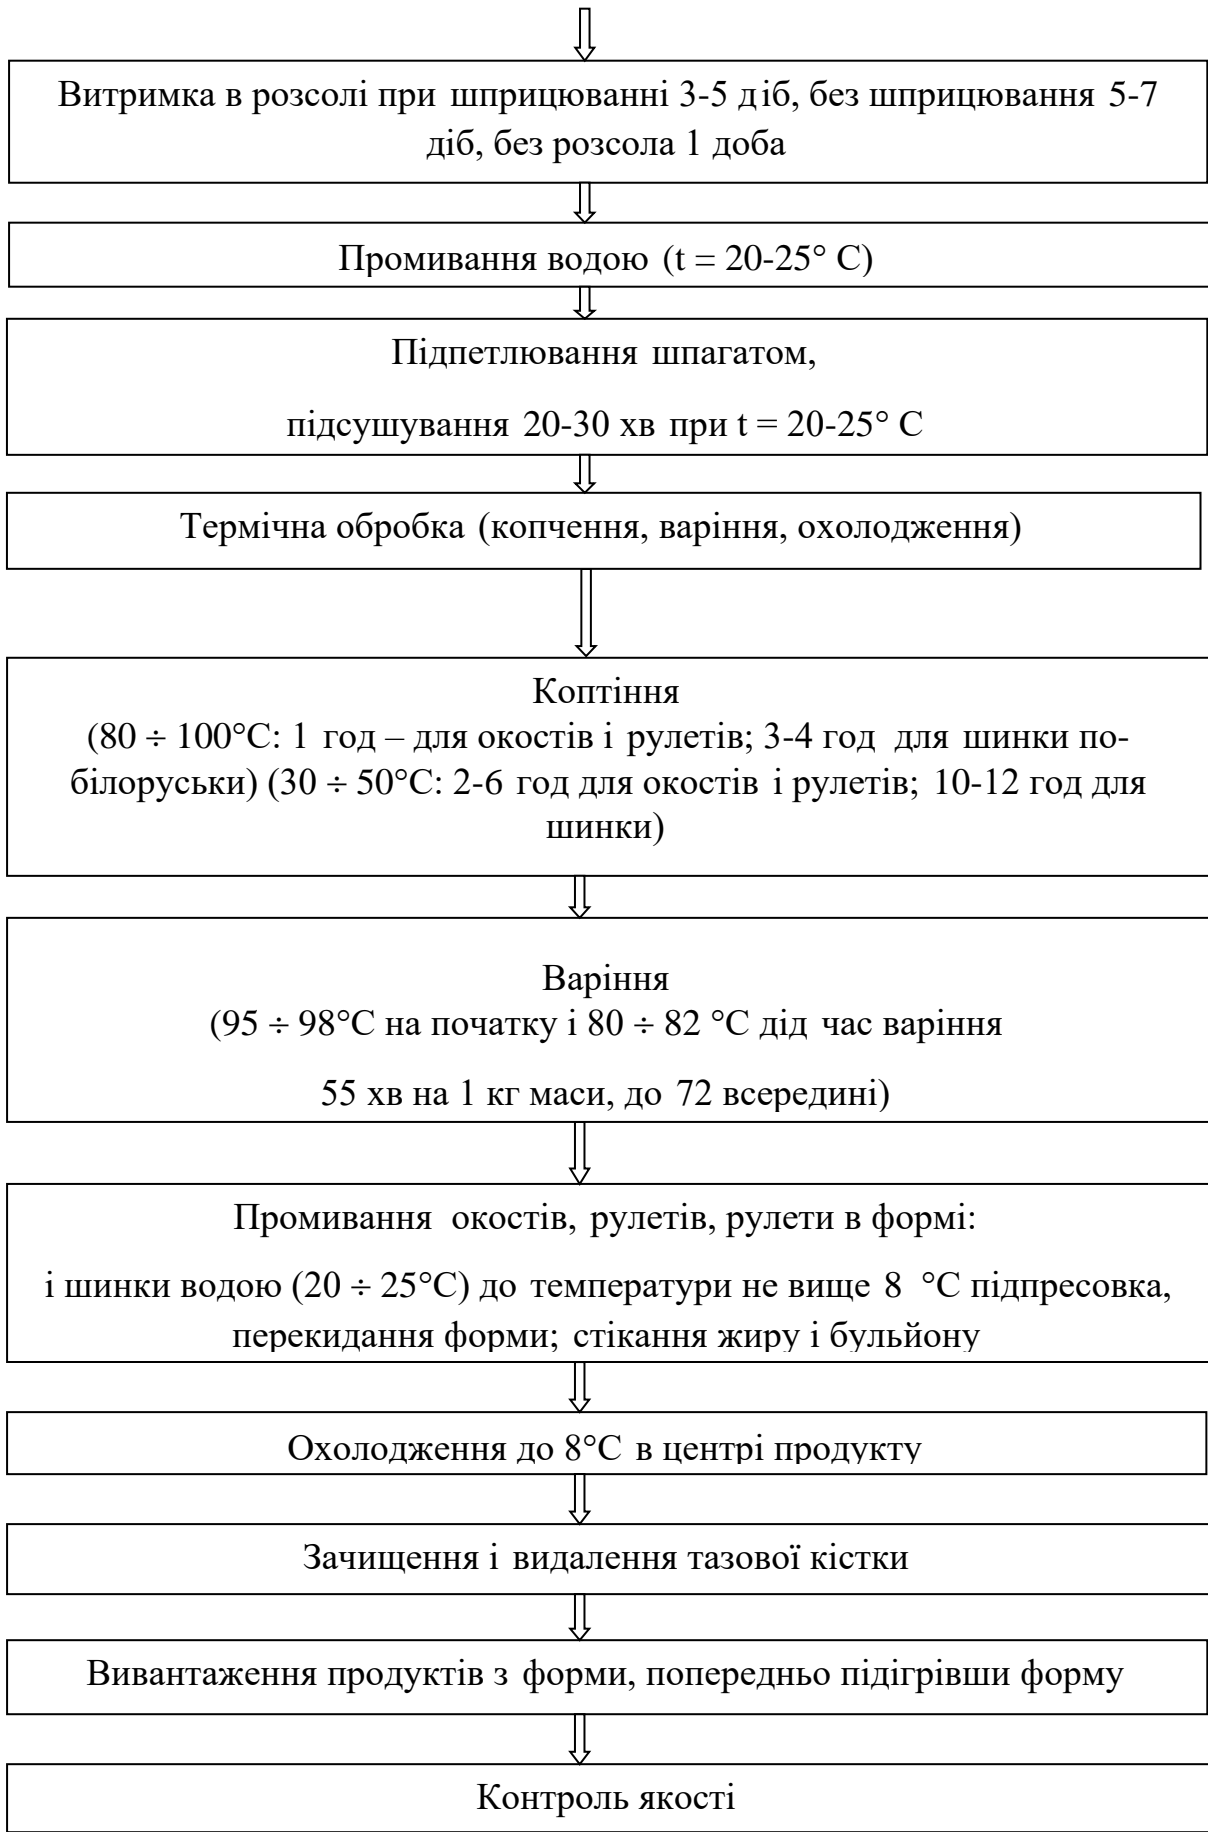 Витримка в розсолі при шприцюванні 3-5 діб, без шприцювання 5-7
діб, без розсола 1 доба
Промивання водою (t = 20-25° C)
Підпетлювання шпагатом,
підсушування 20-30 хв при t = 20-25° C
Термічна обробка (копчення, варіння, охолодження)
Коптіння
(80 ÷ 100°C: 1 год – для окостів і рулетів; 3-4 год для шинки по-
білоруськи) (30 ÷ 50°C: 2-6 год для окостів і рулетів; 10-12 год для
шинки)
Варіння
(95 ÷ 98°C на початку і 80 ÷ 82 °C дід час варіння
55 хв на 1 кг маси, до 72 всередині)
Промивання окостів, рулетів, рулети в формі:
і шинки водою (20 ÷ 25°C) до температури не вище 8 °C підпресовка,
перекидання форми; стікання жиру і бульйону
Охолодження до 8°C в центрі продукту
Зачищення і видалення тазової кістки
Вивантаження продуктів з форми, попередньо підігрівши форму
Контроль якості